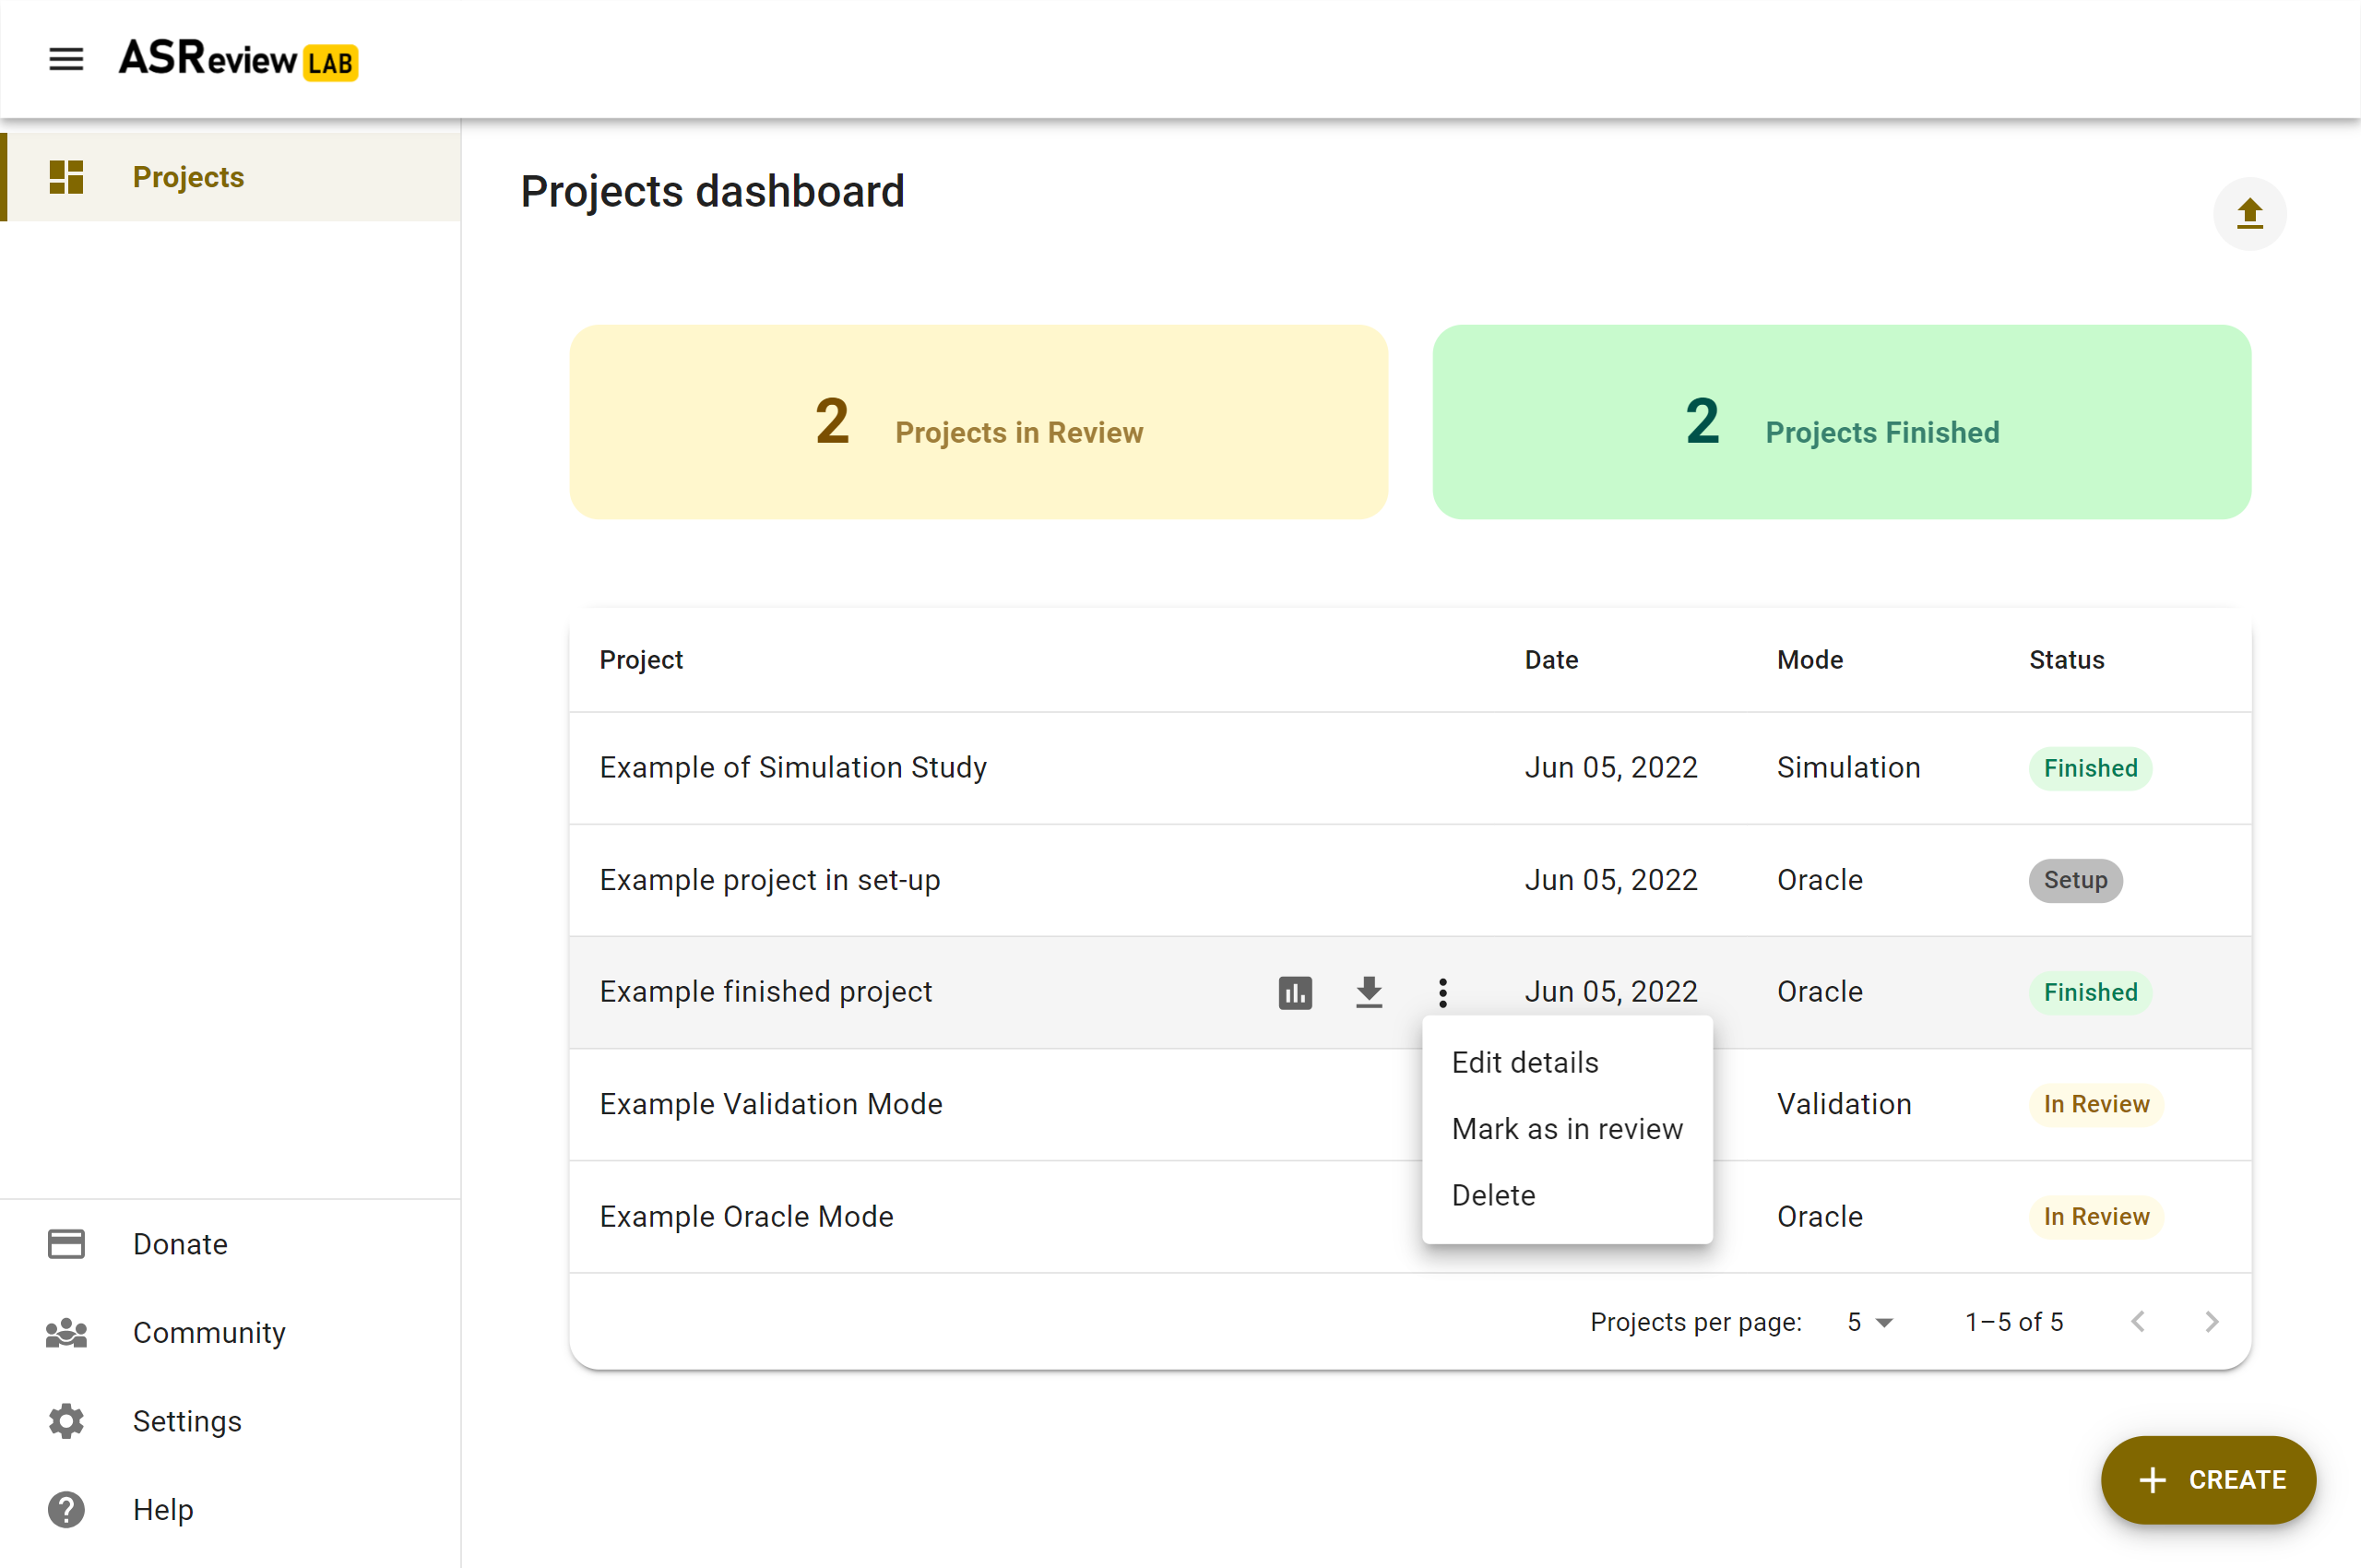 ASReview LAB
Projects
Projects dashboard
2 Projects in Review
2 Projects Finished
Project Date Mode Status
Example of Simulation Study Jun 05, 2022 Simulation Finished
Example project in set-up Jun 05, 2022 Oracle Setup
Example finished project Jun 05, 2022 Oracle Finished
Edit details
Mark as in review
Delete
Example Validation Mode Validation In Review
Example Oracle Mode Oracle In Review
Projects per page: 5 1–5 of 5
Donate
Community
Settings
Help
CREATE